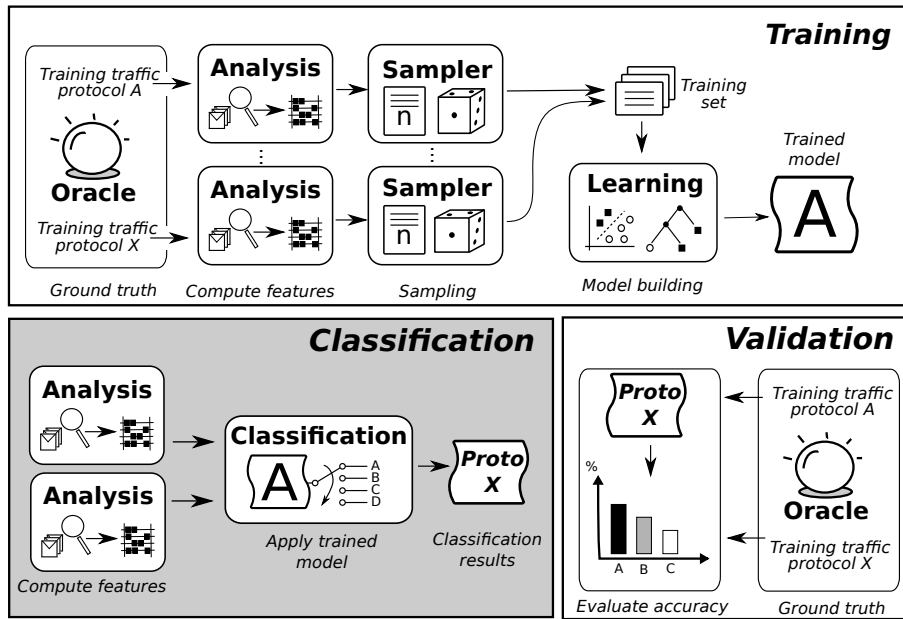 Training
Training traffic
protocol A
Oracle
Training traffic
protocol X
Ground truth
Analysis
Analysis
Compute features
Sampler
n
Sampler
n
Sampling
Training
set
Learning
Model building
Trained
model
A
Classification
Analysis
Analysis
Compute features
Classification
A
A
B
C
D
Apply trained
model
Proto
X
Classification
results
Validation
Proto
X
%
A B C
Evaluate accuracy
Training traffic
protocol A
Oracle
Training traffic
protocol X
Ground truth